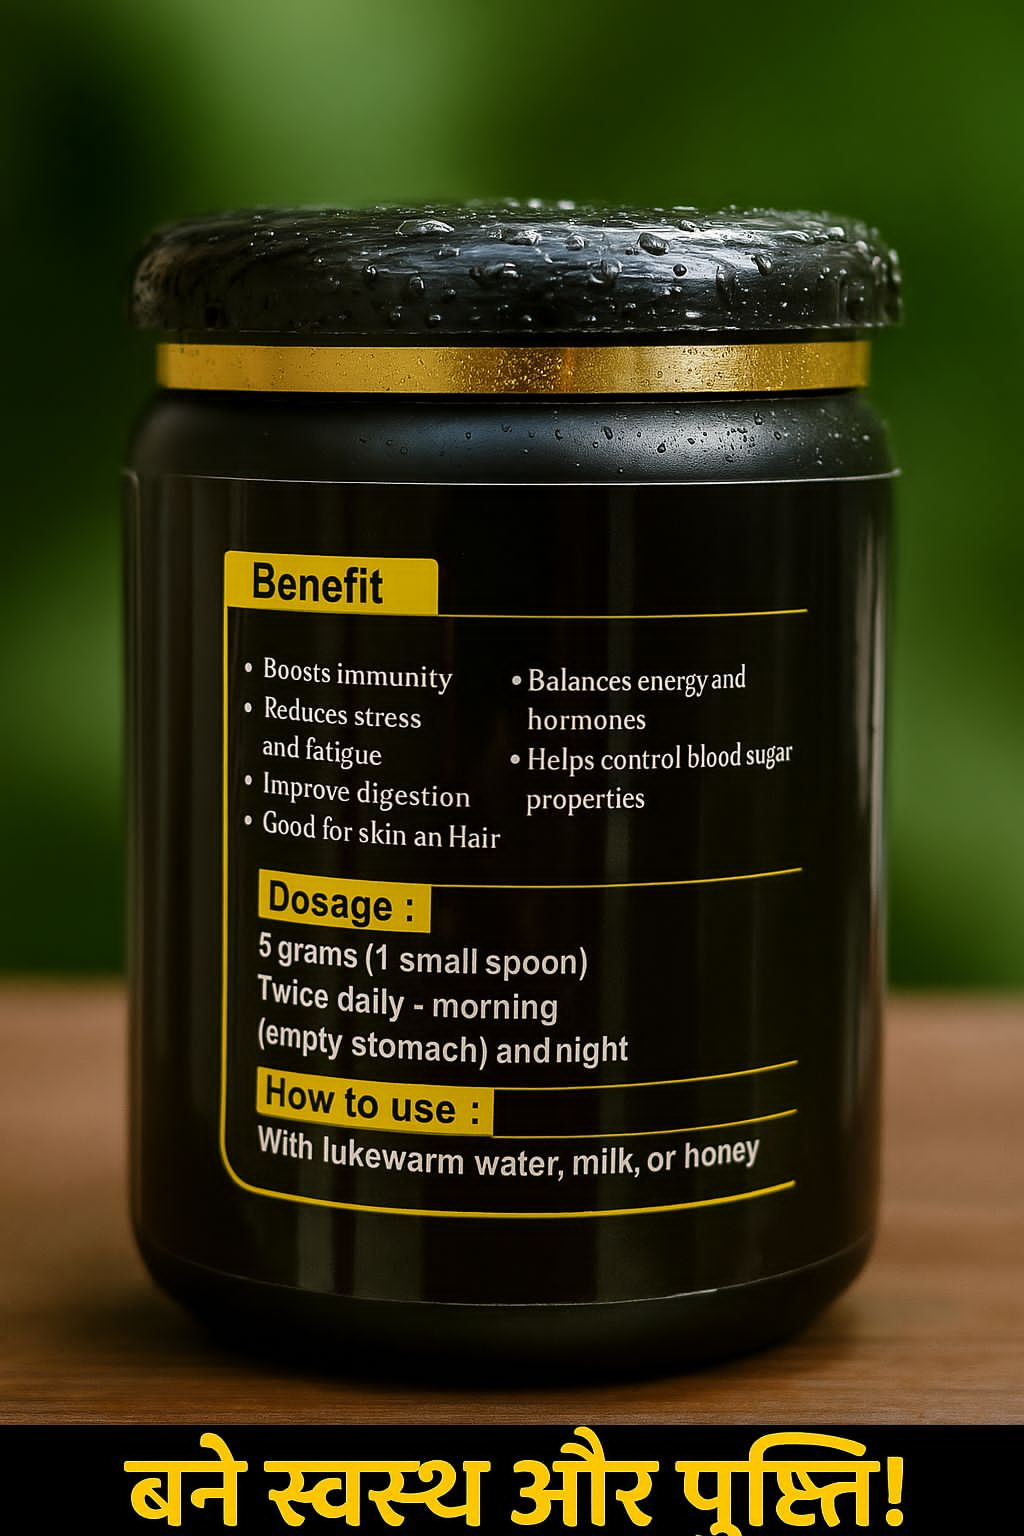 Benefit
• Boosts immunity
• Reduces stress
and fatigue
• Improve digestion
• Good for skin an Hair
• Balances energy and
hormones
• Helps control blood sugar
properties
Dosage :
5 grams (1 small spoon)
Twice daily - morning
(empty stomach) and night
How to use :
With lukewarm water, milk, or honey
बने स्वस्थ और पुष्ति!